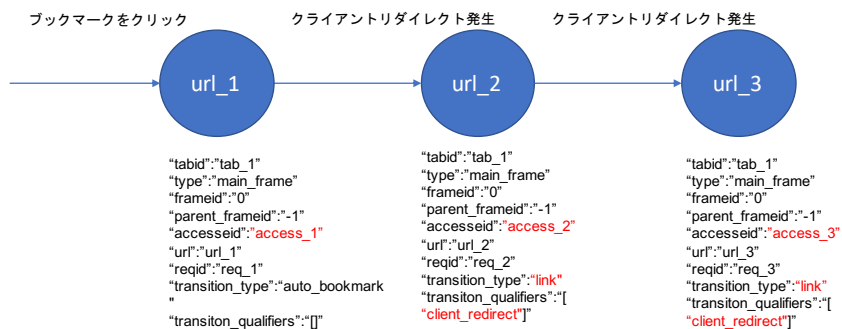 ブックマークをクリック
クライアントリダイレクト発生
クライアントリダイレクト発生
url_1
url_2
url_3
“tabid”:”tab_1”
“type”:”main_frame”
“frameid”:”0”
“parent_frameid”:”-1”
“accesseid”:”access_1”
“url”:”url_1”
“reqid”:”req_1”
“transition_type”:“auto_bookmark
"
“transiton_qualifiers”:“[]”
“tabid”:”tab_1”
“type”:”main_frame”
“frameid”:”0”
“parent_frameid”:”-1”
“accesseid”:”access_2”
“url”:”url_2”
“reqid”:”req_2”
“transition_type”:“link"
“transiton_qualifiers”:“[
“client_redirect"]”
“tabid”:”tab_1”
“type”:”main_frame”
“frameid”:”0”
“parent_frameid”:”-1”
“accesseid”:”access_3”
“url”:”url_3”
“reqid”:”req_3”
“transition_type”:“link”
“transiton_qualifiers”:“[
“client_redirect"]”